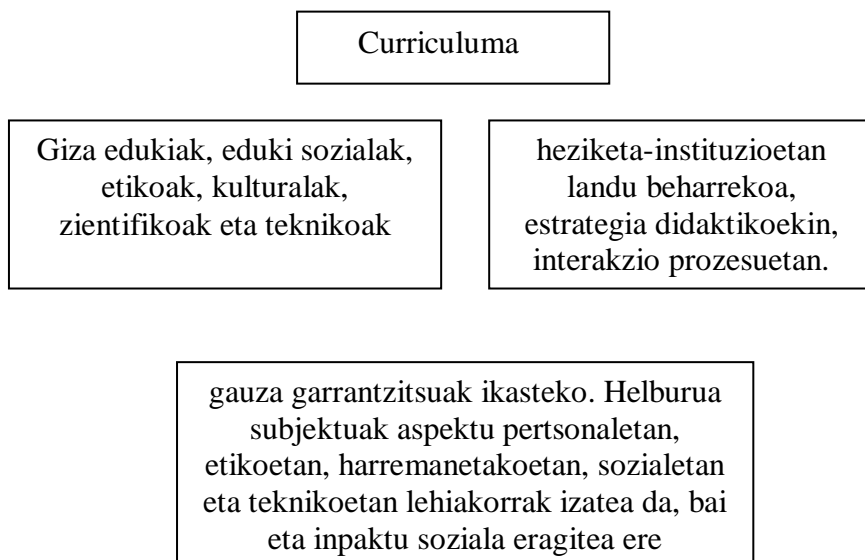 Curriculuma
Giza edukiak, eduki sozialak,
etikoak, kulturalak,
zientifikoak eta teknikoak
heziketa-instituzioetan
landu beharrekoa,
estrategia didaktikoekin,
interakzio prozesuetan.
gauza garrantzitsuak ikasteko. Helburua
subjektuak aspektu pertsonaletan,
etikoetan, harremanetakoetan, sozialetan
eta teknikoetan lehiakorrak izatea da, bai
eta inpaktu soziala eragitea ere